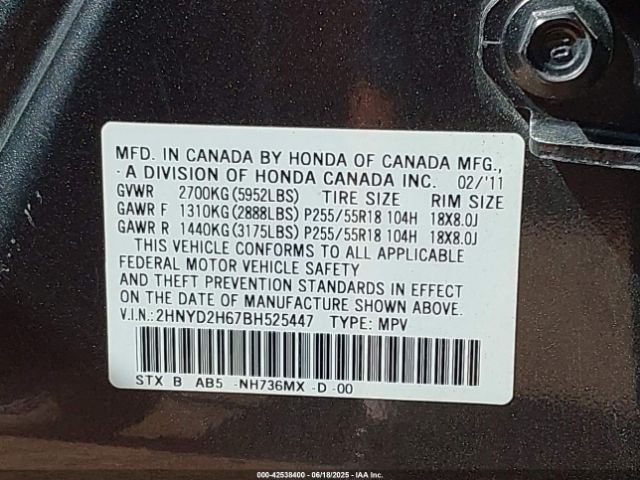 MFD. IN CANADA BY HONDA OF CANADA MFG.,
- A DIVISION OF HONDA CANADA INC. 02/'11
GVWR 2700KG(5952LBS) TIRE SIZE RIM SIZE
GAWR F 1310KG(2888LBS) P255/55R18 104H 18X8.0J
GAWR R 1440KG(3175LBS) P255/55R18 104H 18X8.0J
THIS VEHICLE CONFORMS TO ALL APPLICABLE
FEDERAL MOTOR VEHICLE SAFETY
AND THEFT PREVENTION STANDARDS IN EFFECT
ON THE DATE OF MANUFACTURE SHOWN ABOVE.
V.I.N.:2HNYD2H67BH525447 TYPE: MPV
STX B AB5 -NH736MX -D -00
000-42538400 - 06/18/2025 - IAA Inc.